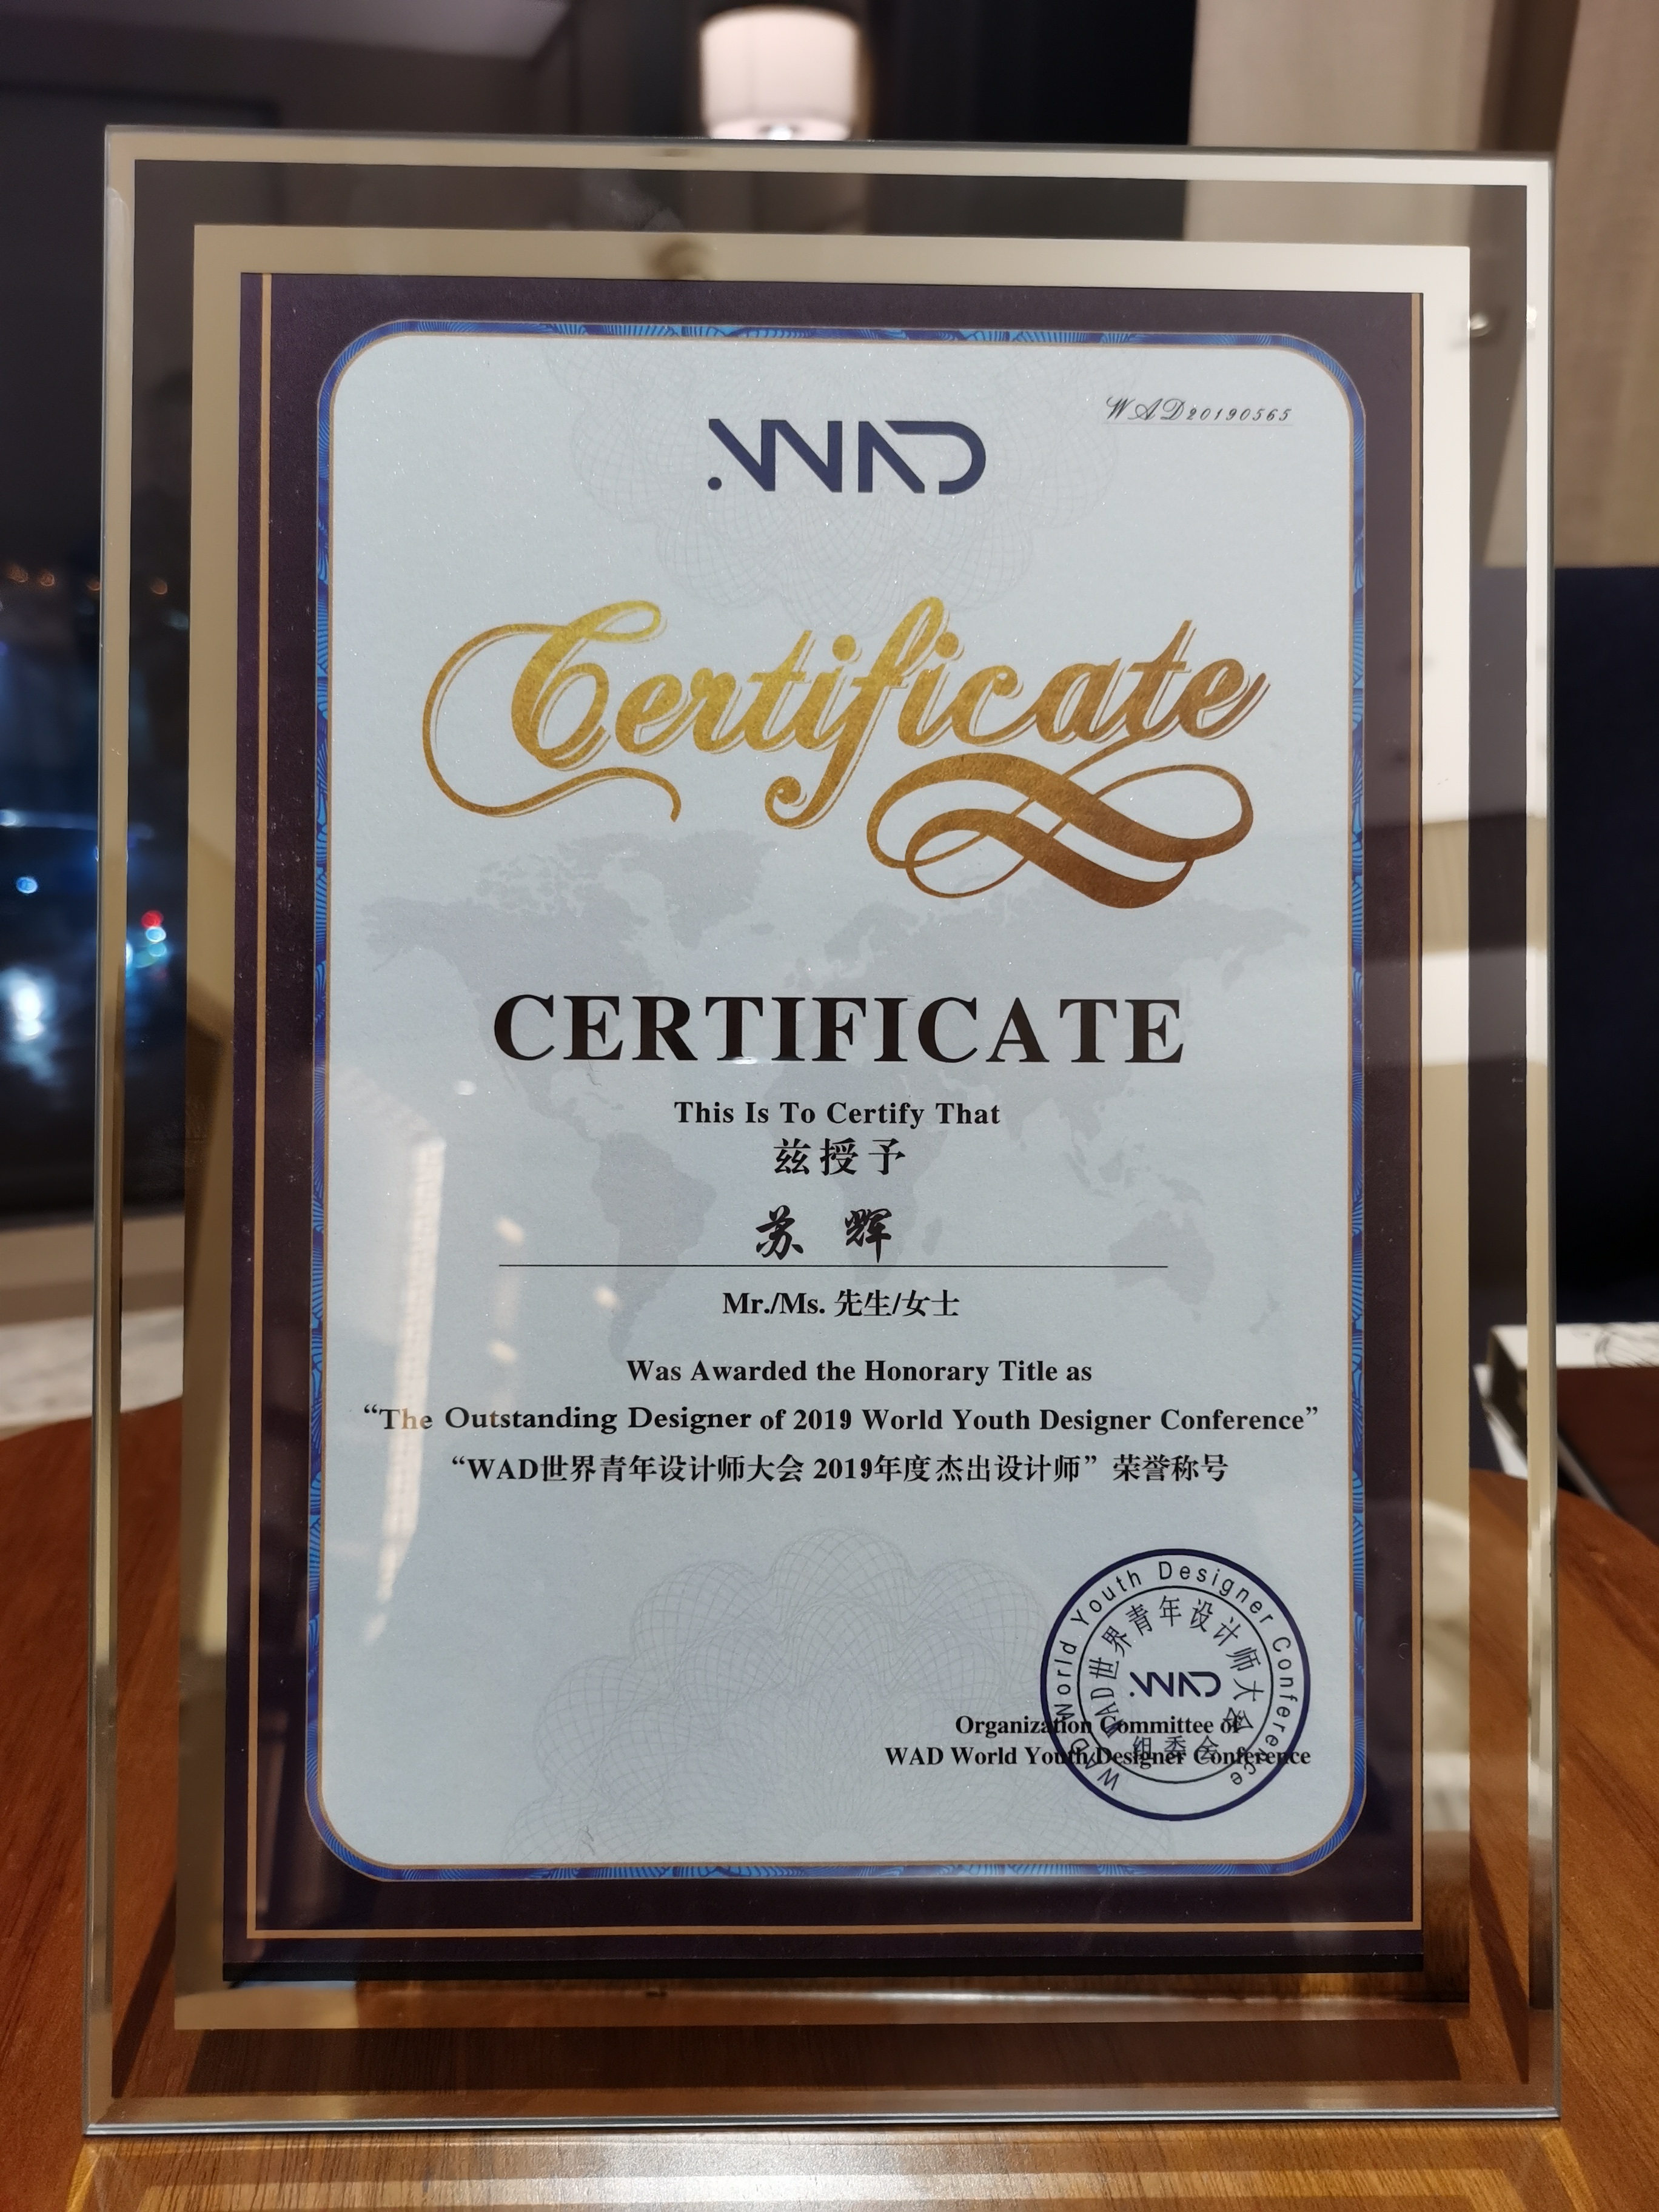 WAD20190565
.WAD
Certificate
CERTIFICATE
This Is To Certify That
兹授予
苏 辉
Mr./Ms. 先生/女士
Was Awarded the Honorary Title as
“The Outstanding Designer of 2019 World Youth Designer Conference”
“WAD世界青年设计师大会 2019年度杰出设计师”荣誉称号
Organization Committee of
WAD World Youth Designer Conference
WAD World Youth Designer Conference
WAD世界青年设计师大会
.WAD
组委会